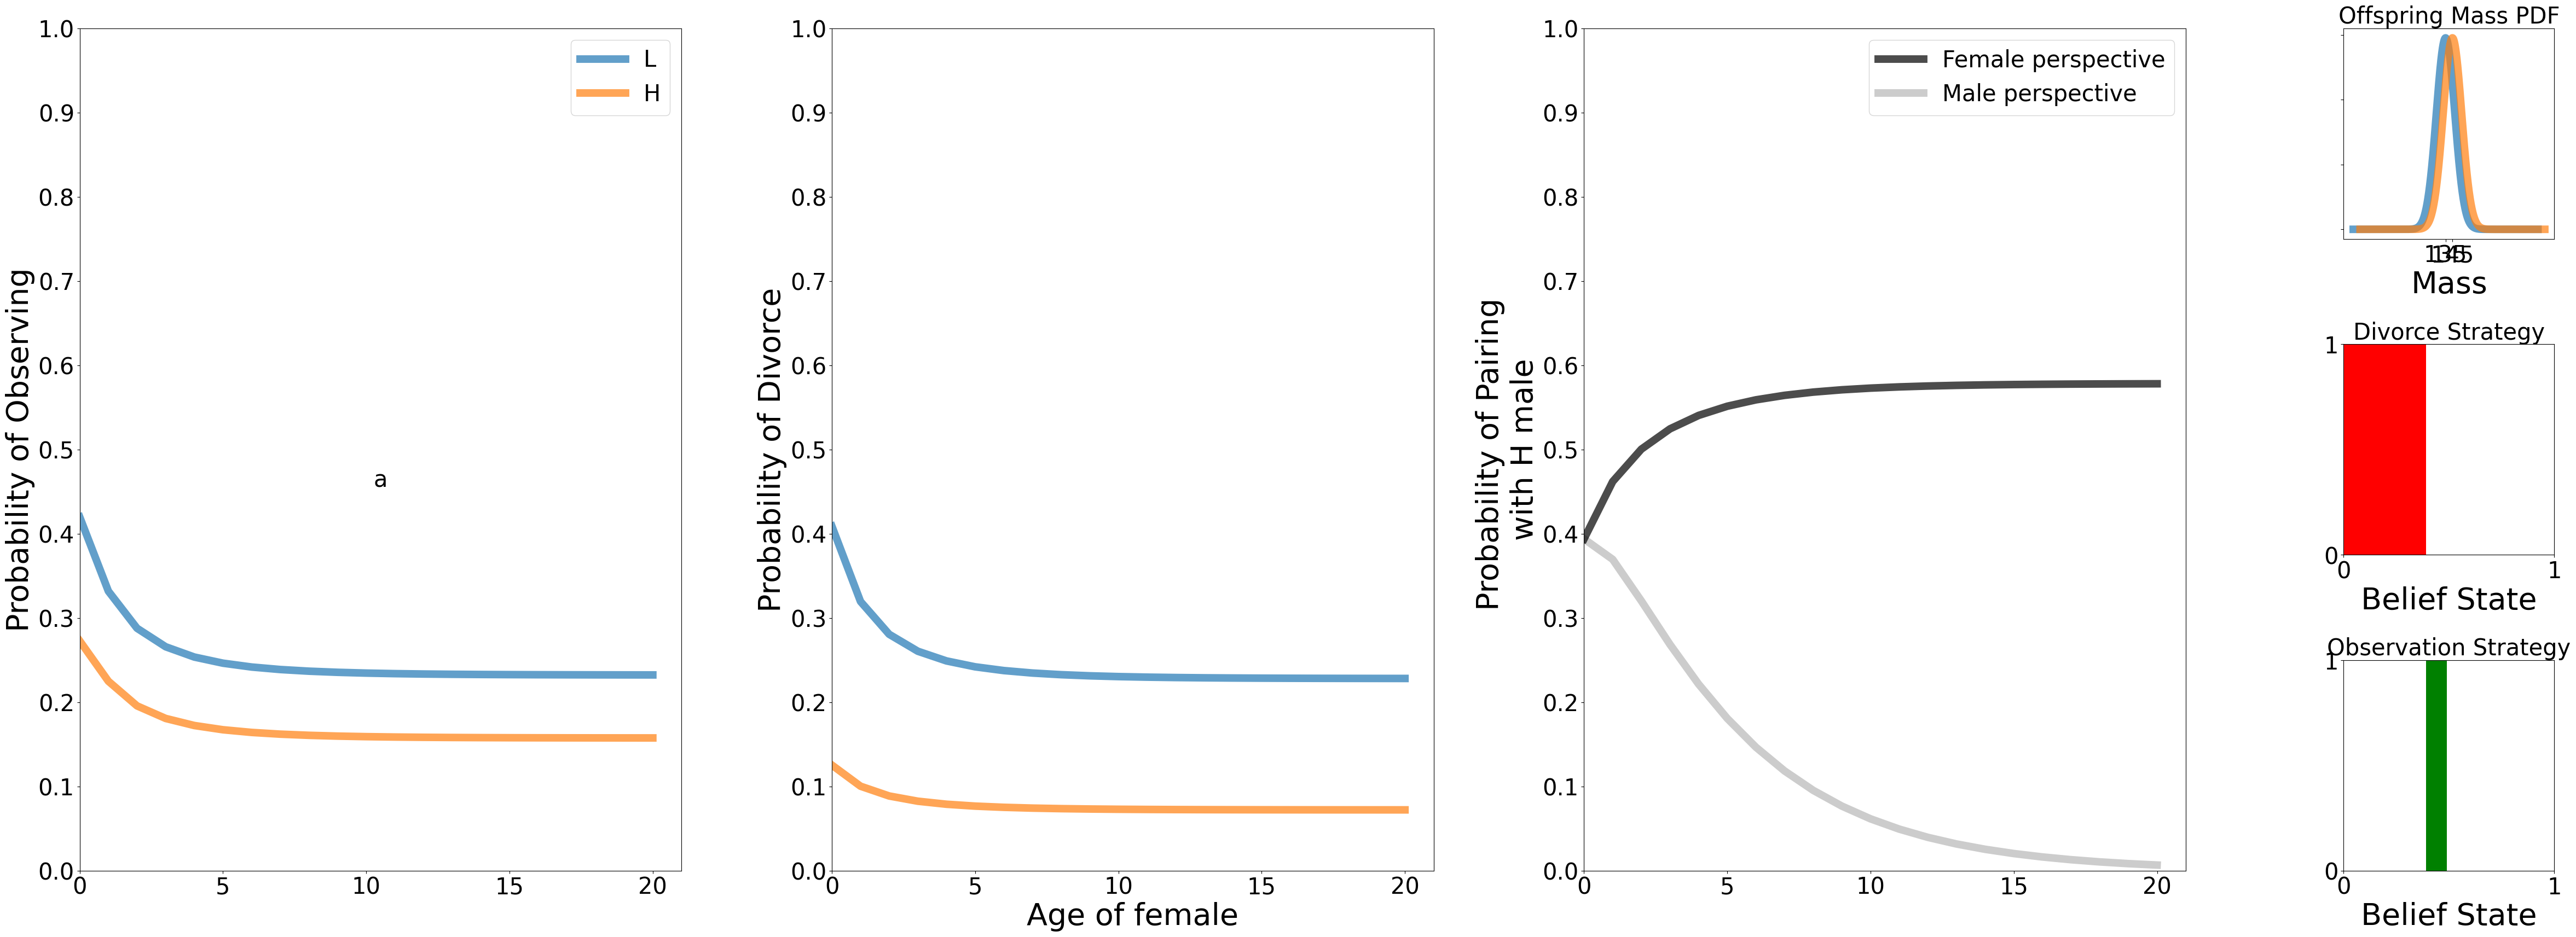 Probability of Observing
1.0
0.9
0.8
0.7
0.6
0.5
0.4
0.3
0.2
0.1
0.0
0 5 10 15 20
L
H
a
Probability of Divorce
1.0
0.9
0.8
0.7
0.6
0.5
0.4
0.3
0.2
0.1
0.0
0 5 10 15 20
Age of female
Probability of Pairing
with H male
1.0
0.9
0.8
0.7
0.6
0.5
0.4
0.3
0.2
0.1
0.0
0 5 10 15 20
Female perspective
Male perspective
Offspring Mass PDF
135 145
Mass
Divorce Strategy
1
0
0 1
Belief State
Observation Strategy
1
0
0 1
Belief State